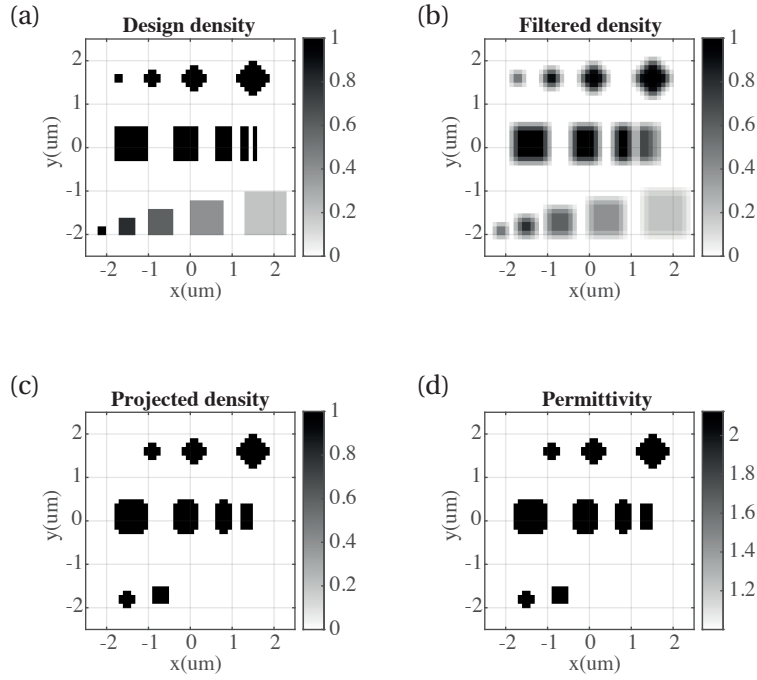 (a)
Design density
2
1
0
-1
-2
y(um)
-2 -1 0 1 2
x(um)
1
0.8
0.6
0.4
0.2
0
(b)
Filtered density
2
1
0
-1
-2
y(um)
-2 -1 0 1 2
x(um)
1
0.8
0.6
0.4
0.2
0
(c)
Projected density
2
1
0
-1
-2
y(um)
-2 -1 0 1 2
x(um)
1
0.8
0.6
0.4
0.2
0
(d)
Permittivity
2
1
0
-1
-2
y(um)
-2 -1 0 1 2
x(um)
2
1.8
1.6
1.4
1.2